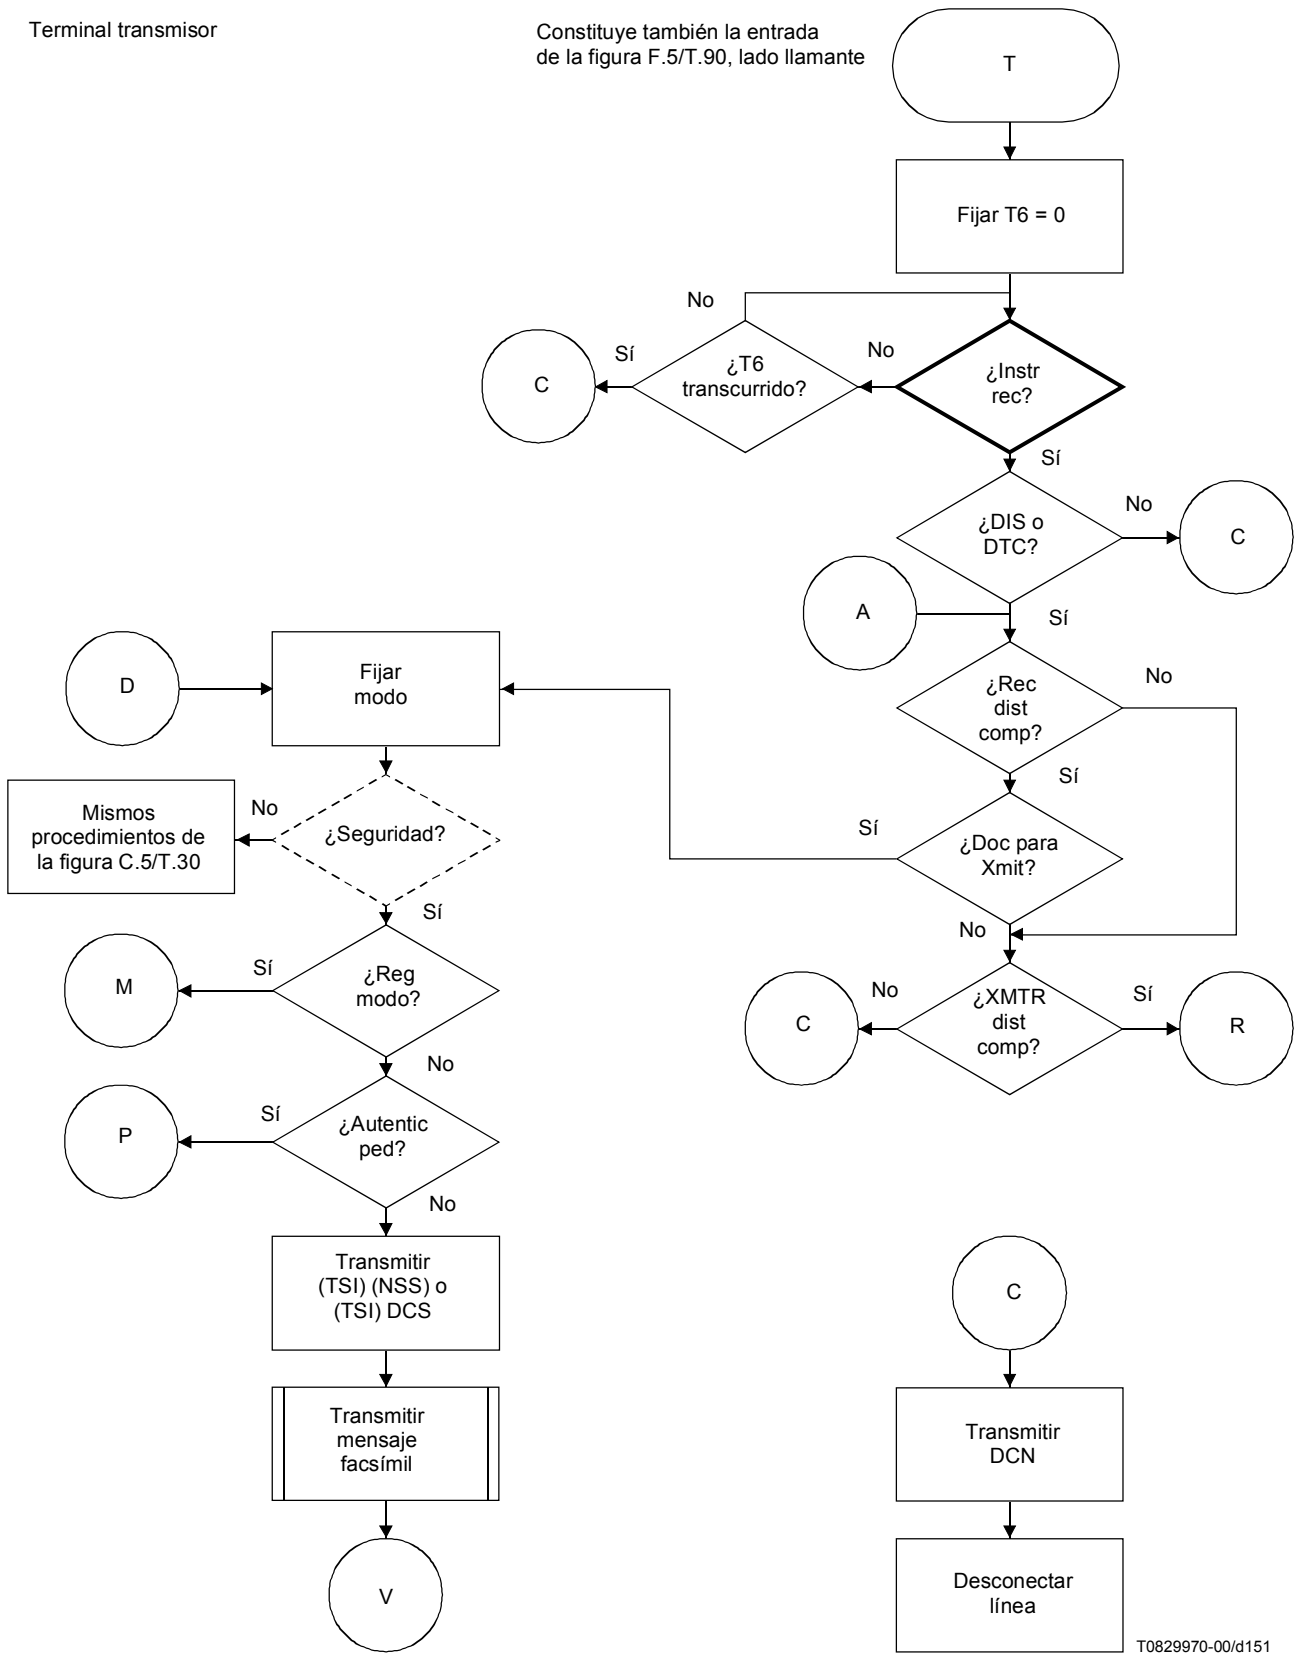 Terminal transmisor
Constituye también la entrada
de la figura F.5/T.90, lado llamante
T
Fijar T6 = 0
No
Sí
C
¿T6
transcurrido?
No
¿Instr
rec?
Sí
¿DIS o
DTC?
No
C
A
Sí
D
Fijar
modo
¿Rec
dist
comp?
No
Sí
Mismos
procedimientos de
la figura C.5/T.30
No
¿Seguridad?
Sí
¿Doc para
Xmit?
Sí
No
M
Sí
¿Reg
modo?
C
No
¿XMTR
dist
comp?
Sí
R
No
P
Sí
¿Autentic
ped?
No
Transmitir
(TSI) (NSS) o
(TSI) DCS
C
Transmitir
mensaje
facsímil
Transmitir
DCN
V
Desconectar
línea
T0829970-00/d151